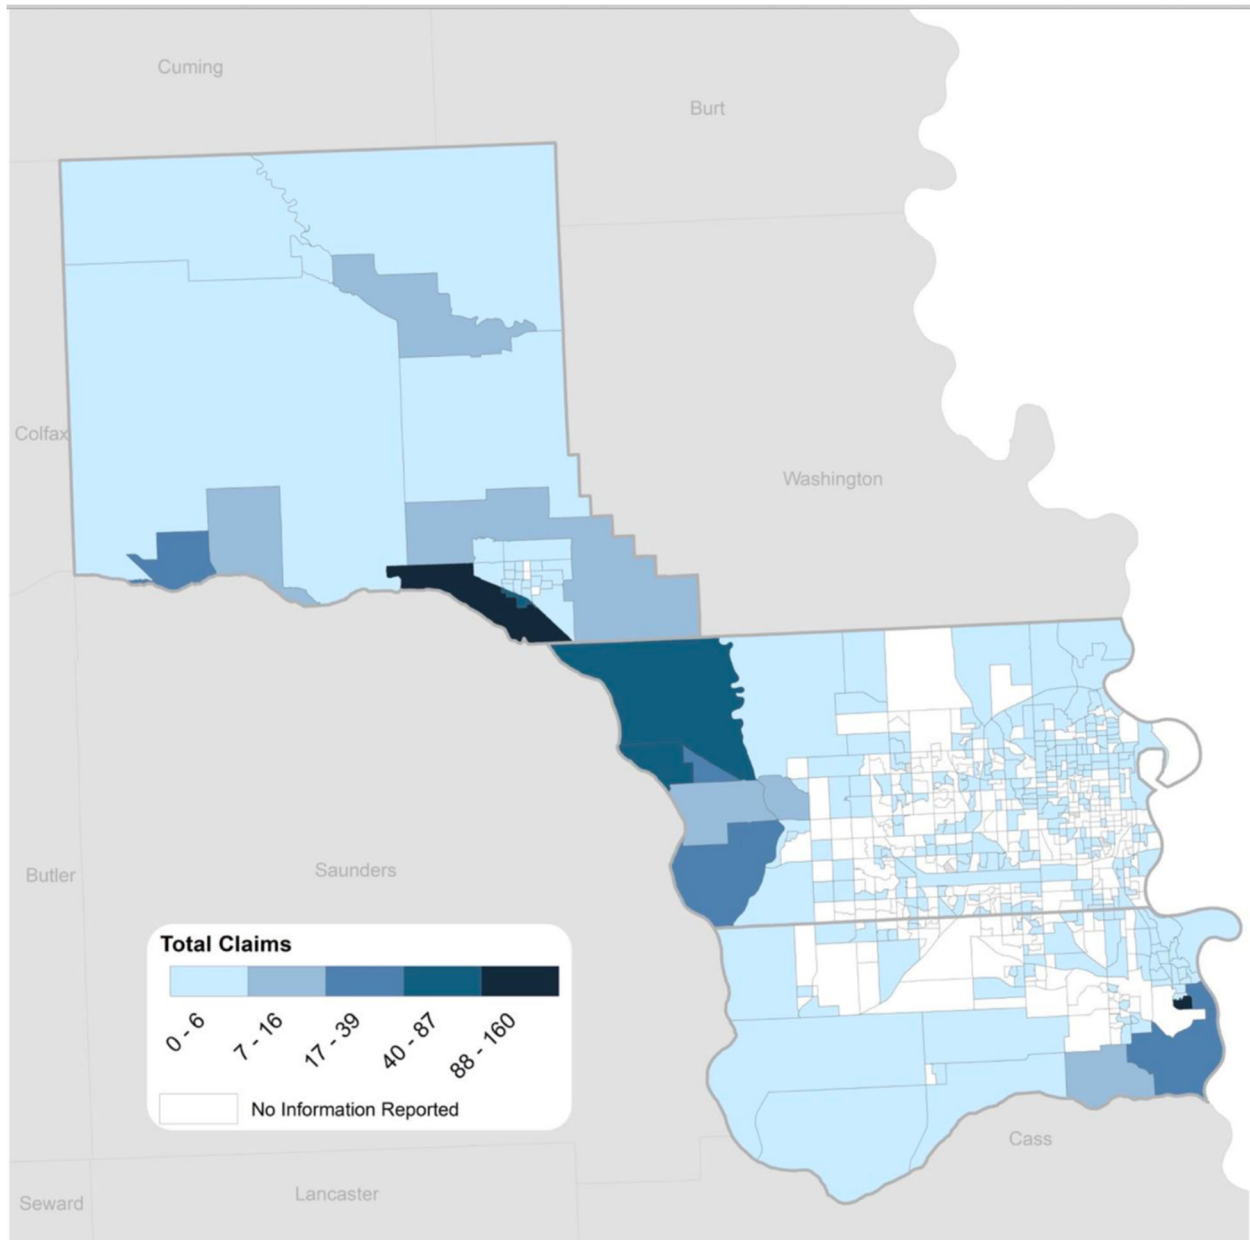 Cuming
Burt
Colfax
Washington
Butler
Saunders
Total Claims
0 - 6
7 - 16
17 - 39
40 - 87
88 - 160
No Information Reported
Cass
Seward
Lancaster